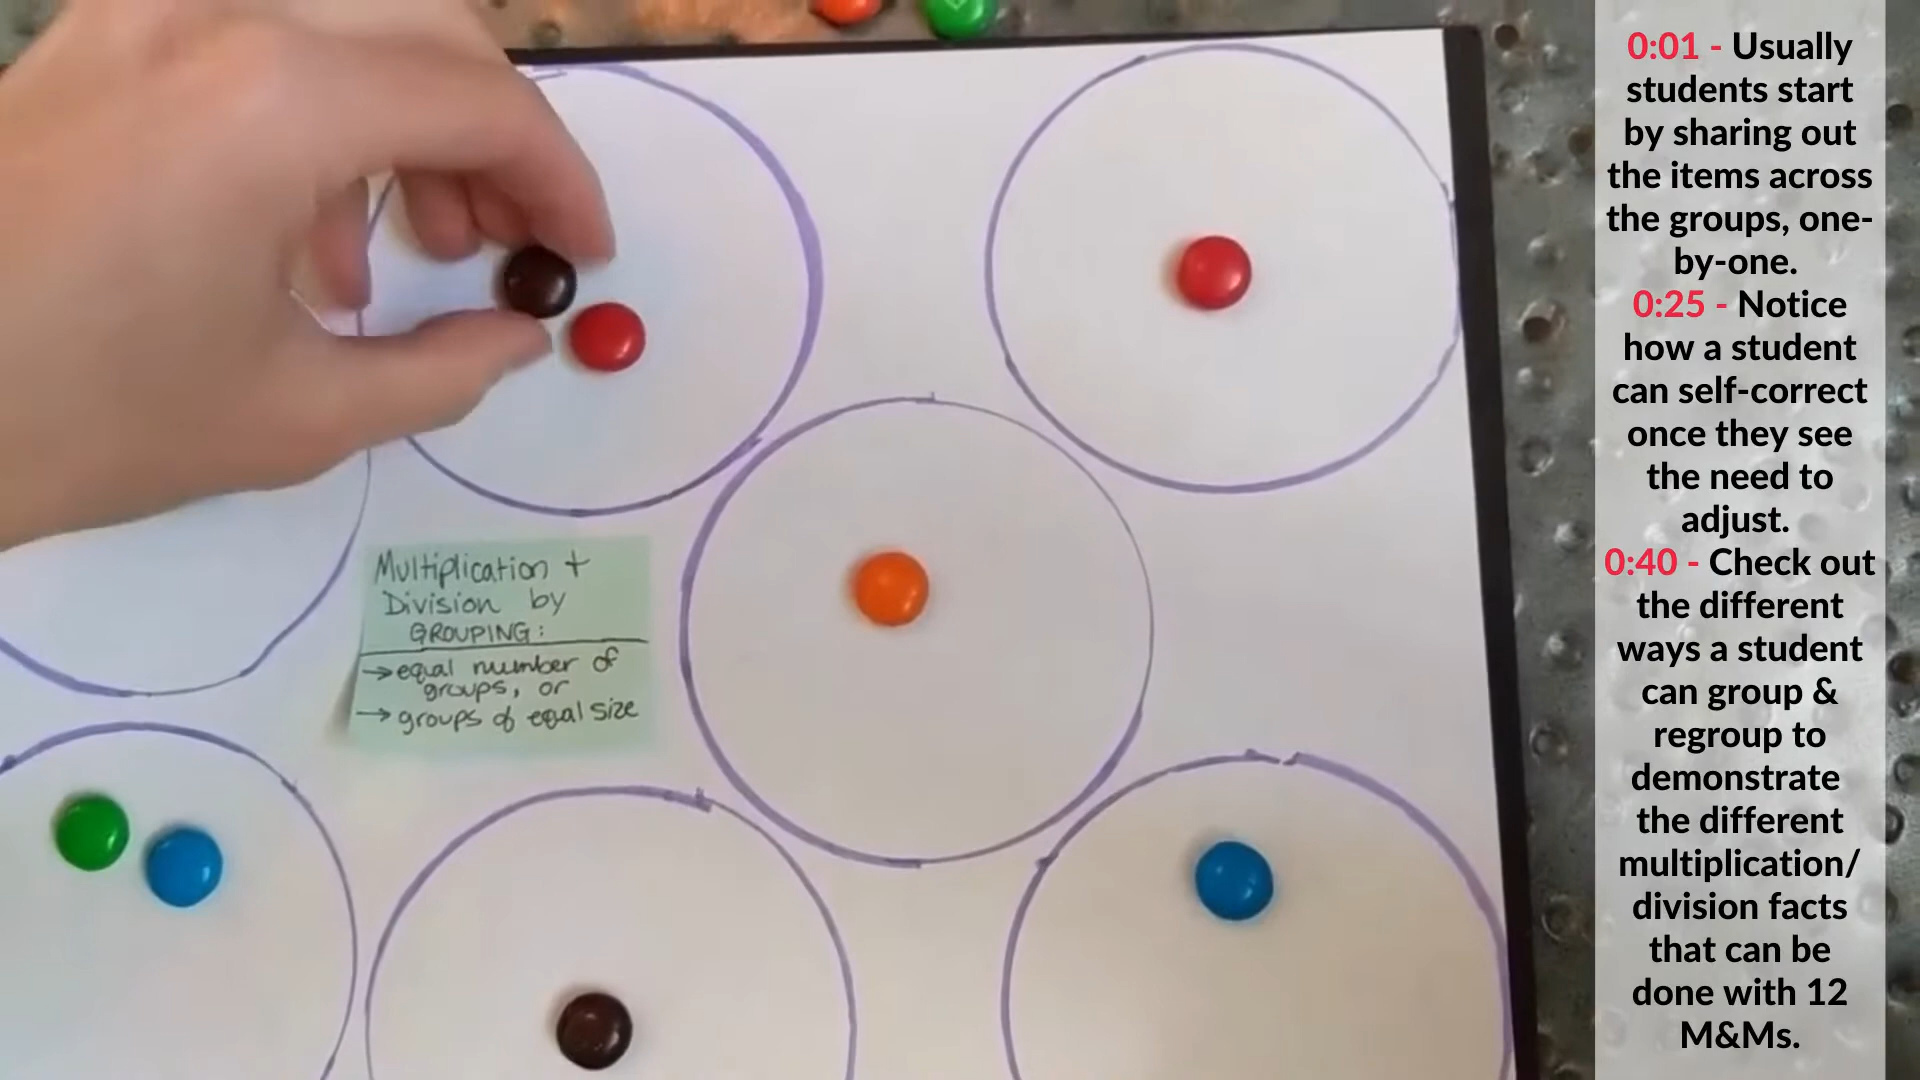 Multiplication +
Division by
GROUPING:
→ equal number of
groups, or
→ groups of equal size
0:01 - Usually
students start
by sharing out
the items across
the groups, one-
by-one.
0:25 - Notice
how a student
can self-correct
once they see
the need to
adjust.
0:40 - Check out
the different
ways a student
can group &
regroup to
demonstrate
the different
multiplication/
division facts
that can be
done with 12
M&Ms.